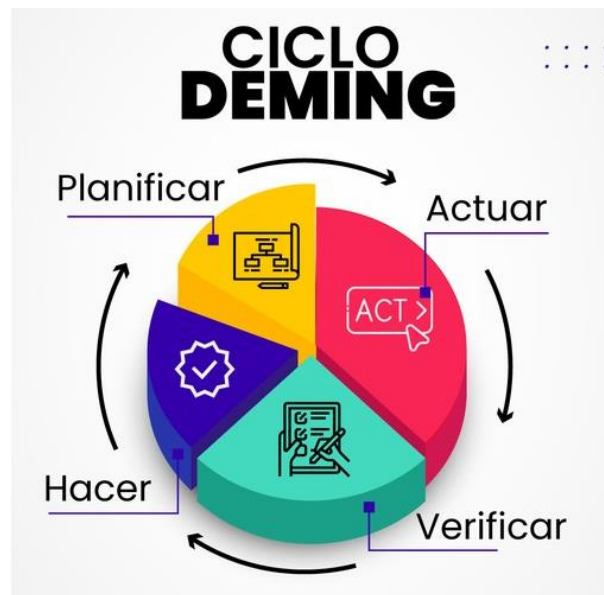 CICLO
DEMING
Planificar
Actuar
ACT >
Hacer
Verificar